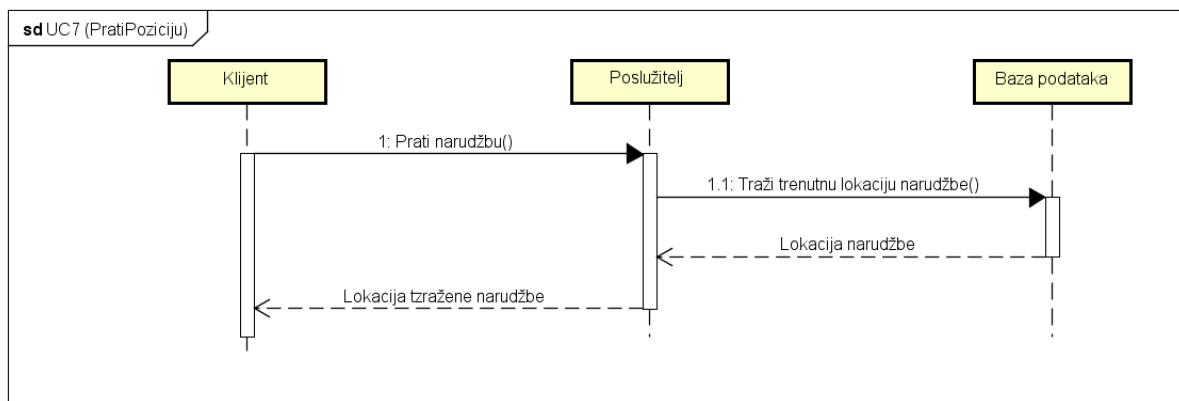 sd UC7 (PratiPoziciju)
Klijent
Poslužitelj
Baza podataka
1: Prati narudžbu()
1.1: Traži trenutnu lokaciju narudžbe()
Lokacija narudžbe
Lokacija tzražene narudžbe